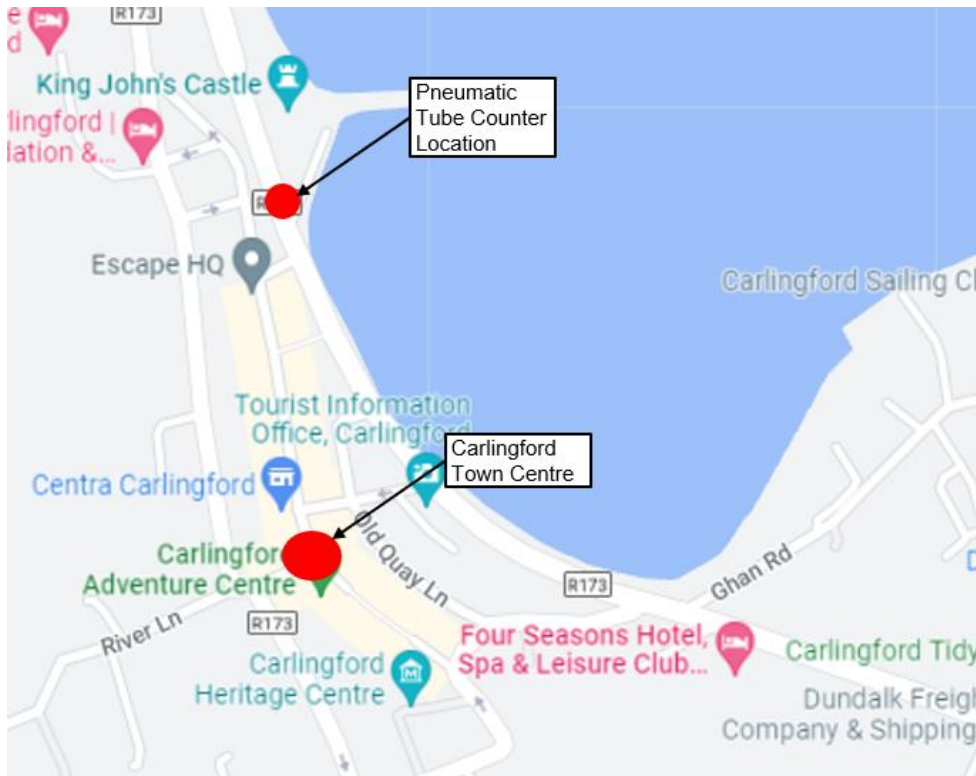 R173
King John's Castle
Pneumatic
Tube Counter
Location
lingford |
lation &...
Escape HQ
Carlingford Sailing Cl
Tourist Information
Office, Carlingford
Carlingford
Town Centre
Centra Carlingford
Old Quay Ln
Carlingfor
Adventure Centre
R173
Ghan Rd
River Ln
R173
Four Seasons Hotel,
Spa & Leisure Club...
Carlingford Tidy
Carlingford
Heritage Centre
Dundalk Freigh
Company & Shipping